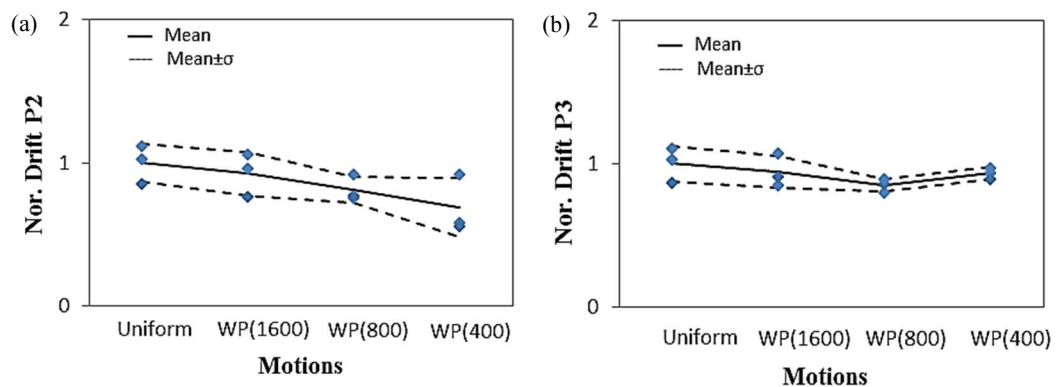 (a)
2
1
0
Nor. Drift P2
Mean
Mean±σ
Uniform WP(1600) WP(800) WP(400)
Motions
(b)
2
1
0
Nor. Drift P3
Mean
Mean±σ
Uniform WP(1600) WP(800) WP(400)
Motions